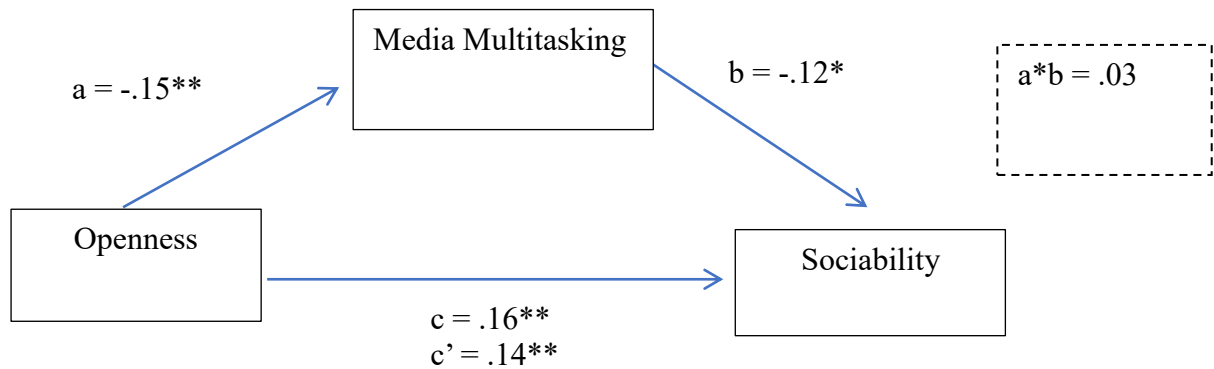 Media Multitasking
a = -.15**
b = -.12*
a*b = .03
Openness
Sociability
c = .16**
c’ = .14**